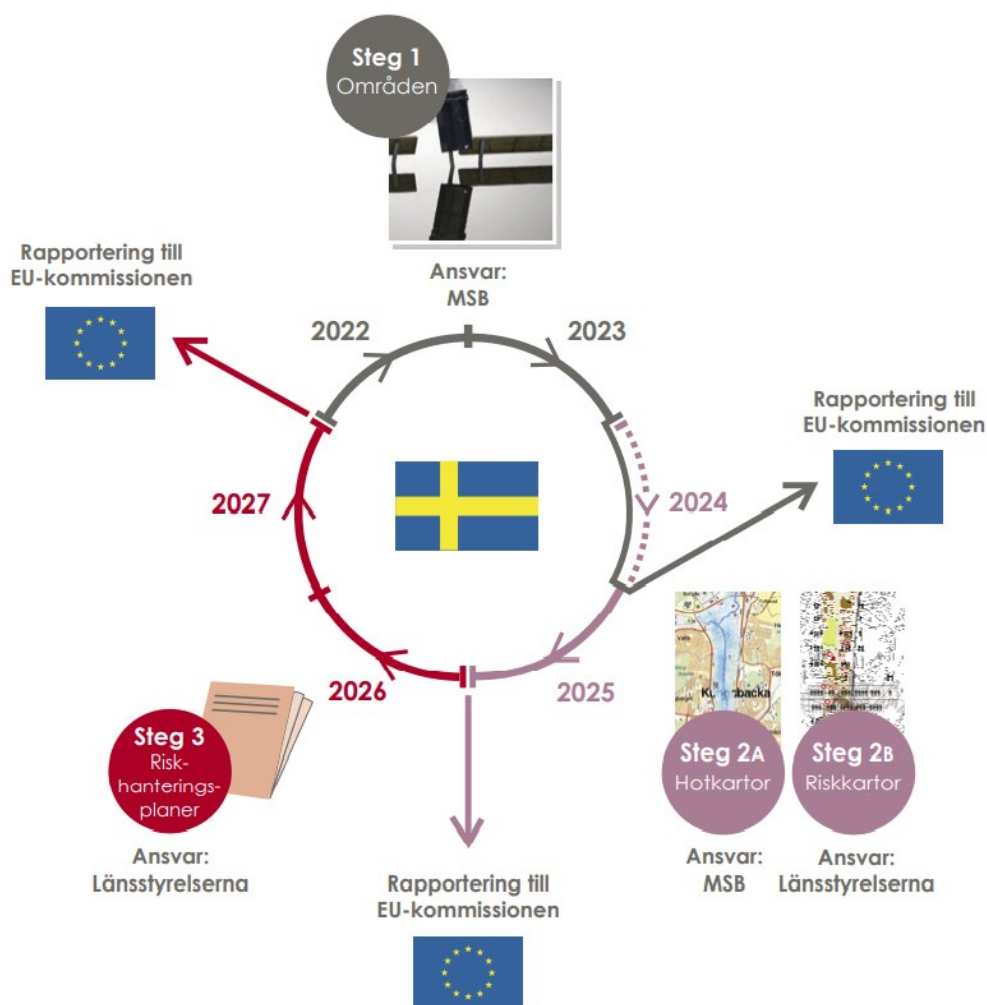 Steg 1
Områden
Ansvar:
MSB
Rapportering till
EU-kommissionen
2022
2023
Rapportering till
EU-kommissionen
2024
2027
2026
2025
Kun
backa
Steg 2A
Hotkartor
Steg 2B
Riskkartor
Ansvar:
MSB
Ansvar:
Länsstyrelserna
Steg 3
Risk-
hanterings-
planer
Ansvar:
Länsstyrelserna
Rapportering till
EU-kommissionen